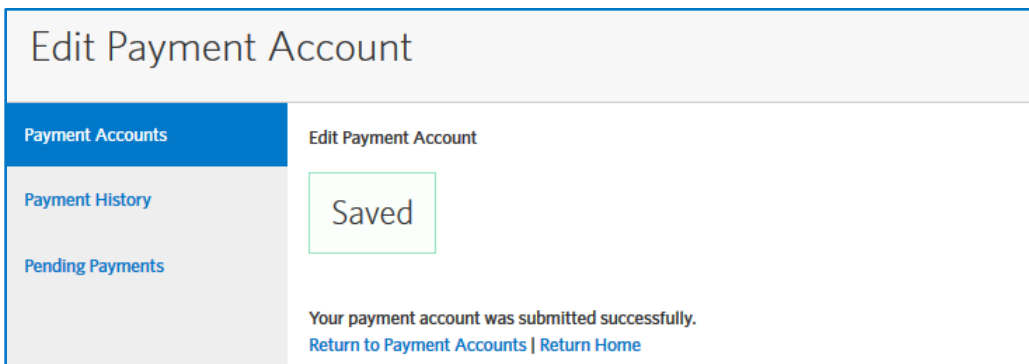 Edit Payment Account
Payment Accounts
Payment History
Pending Payments
Edit Payment Account
Saved
Your payment account was submitted successfully.
Return to Payment Accounts | Return Home